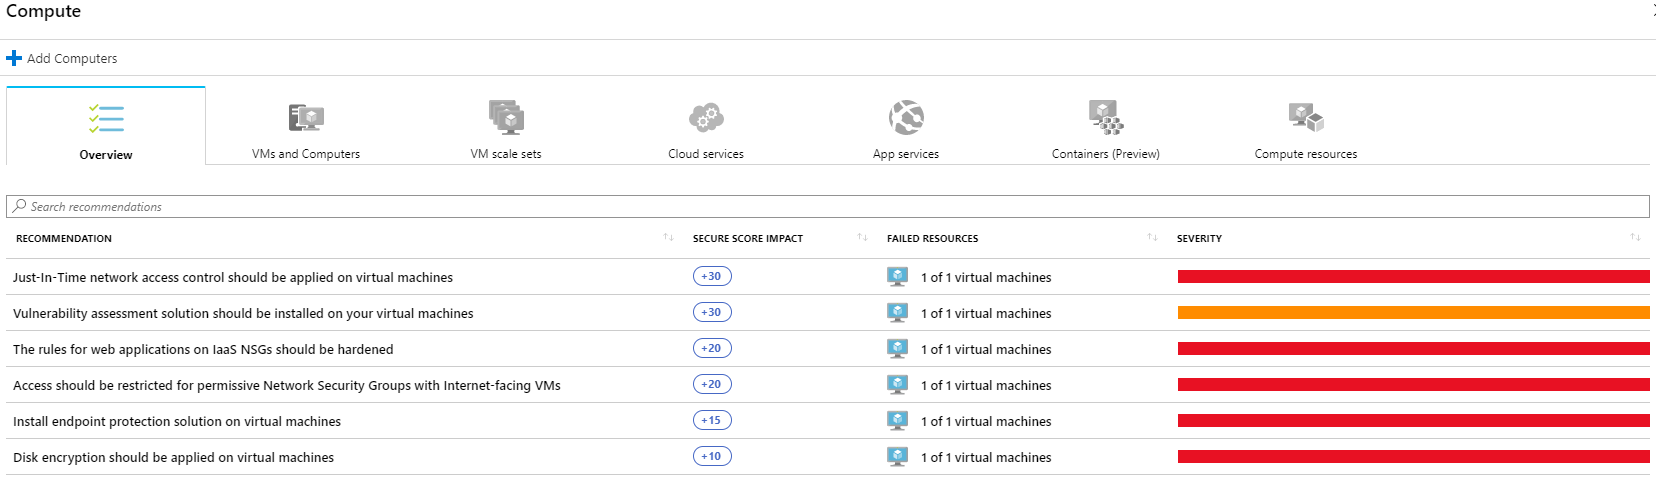 Compute
Add Computers
Overview
VMs and Computers
VM scale sets
Cloud services
App services
Containers (Preview)
Compute resources
Search recommendations
RECOMMENDATION SECURE SCORE IMPACT FAILED RESOURCES SEVERITY
Just-In-Time network access control should be applied on virtual machines +30 1 of 1 virtual machines
Vulnerability assessment solution should be installed on your virtual machines +30 1 of 1 virtual machines
The rules for web applications on IaaS NSGs should be hardened +20 1 of 1 virtual machines
Access should be restricted for permissive Network Security Groups with Internet-facing VMs +20 1 of 1 virtual machines
Install endpoint protection solution on virtual machines +15 1 of 1 virtual machines
Disk encryption should be applied on virtual machines +10 1 of 1 virtual machines